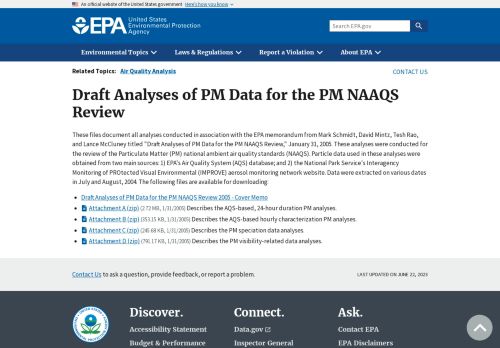 An official website of the United States government Here's how you know
EPA United States
Environmental Protection
Agency
Search EPA.gov
Environmental Topics Laws & Regulations Report a Violation About EPA
Related Topics: Air Quality Analysis
CONTACT US
Draft Analyses of PM Data for the PM NAAQS
Review
These files document all analyses conducted in association with the EPA memorandum from Mark Schmidt, David Mintz, Tesh Rao,
and Lance McCluney titled "Draft Analyses of PM Data for the PM NAAQS Review," January 31, 2005. These analyses were conducted for
the review of the Particulate Matter (PM) national ambient air quality standards (NAAQS). Particle data used in these analyses were
obtained from two main sources: 1) EPA's Air Quality System (AQS) database; and 2) the National Park Service's Interagency
Monitoring of PROtected Visual Environmental (IMPROVE) aerosol monitoring network website. Data were extracted on various dates
in July and August, 2004. The following files are available for downloading:
Draft Analyses of PM Data for the PM NAAQS Review 2005 - Cover Memo
Attachment A (zip) (2.72 MB, 1/31/2005) Describes the AQS-based, 24-hour duration PM analyses.
Attachment B (zip) (353.15 KB, 1/31/2005) Describes the AQS-based hourly characterization PM analyses.
Attachment C (zip) (245.68 KB, 1/31/2005) Describes the PM speciation data analyses.
Attachment D (zip) (791.17 KB, 1/31/2005) Describes the PM visibility-related data analyses.
Contact Us to ask a question, provide feedback, or report a problem.
LAST UPDATED ON JUNE 22, 2023
Discover. Connect. Ask.
Accessibility Statement Data.gov Contact EPA
Budget & Performance Inspector General EPA Disclaimers